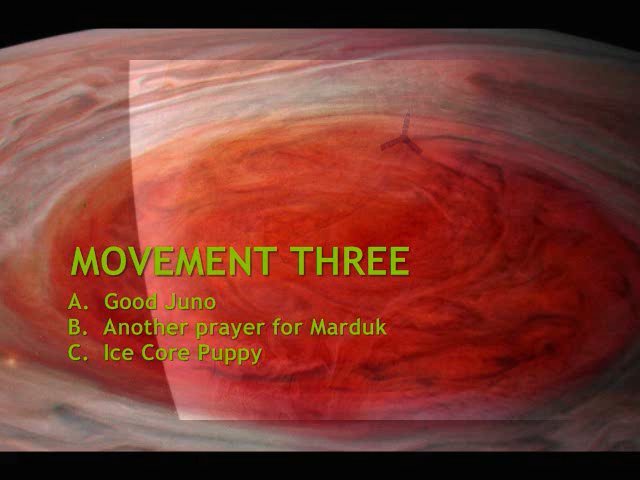 MOVEMENT THREE
A. Good Juno
B. Another prayer for Marduk
C. Ice Core Puppy